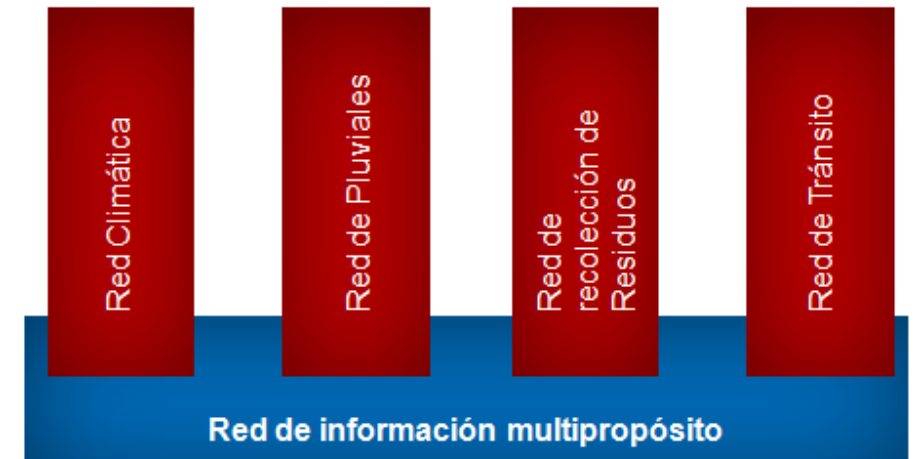 Red Climática
Red de Pluviales
Red de
recolección de
Residuos
Red de Tránsito
Red de información multipropósito